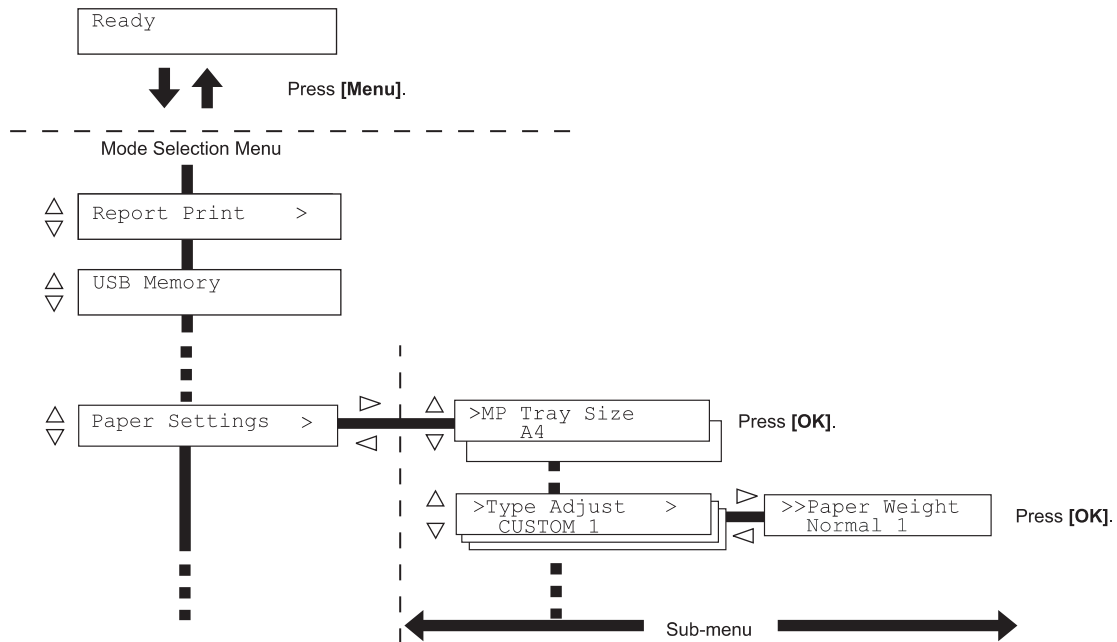 Ready
Press [Menu].
Mode Selection Menu
Report Print >
USB Memory
Paper Settings >
>MP Tray Size
A4
Press [OK].
>Type Adjust >
CUSTOM 1
>>Paper Weight
Normal 1
Press [OK].
Sub-menu